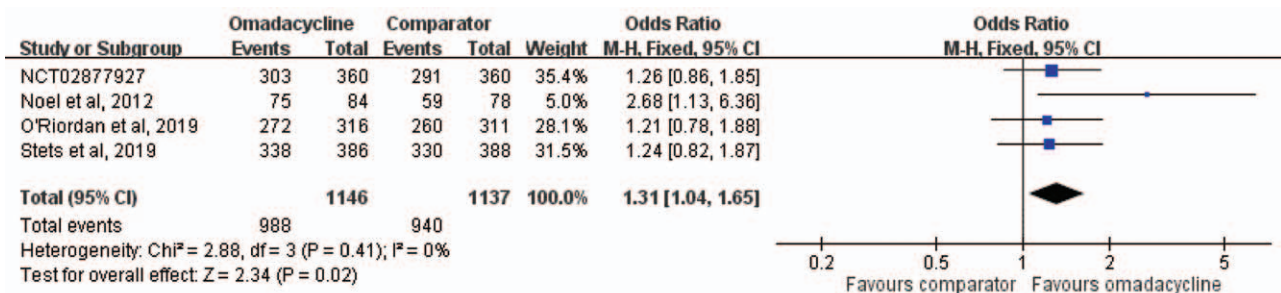 Omadacycline Comparator Odds Ratio Odds Ratio
Study or Subgroup Events Total Events Total Weight M-H, Fixed, 95% CI M-H, Fixed, 95% CI
NCT02877927 303 360 291 360 35.4% 1.26 [0.86, 1.85]
Noel et al, 2012 75 84 59 78 5.0% 2.68 [1.13, 6.36]
O'Riordan et al, 2019 272 316 260 311 28.1% 1.21 [0.78, 1.88]
Stets et al, 2019 338 386 330 388 31.5% 1.24 [0.82, 1.87]
Total (95% CI) 1146 1137 100.0% 1.31 [1.04, 1.65]
Total events 988 940
Heterogeneity: Chi² = 2.88, df = 3 (P = 0.41); I² = 0%
Test for overall effect: Z = 2.34 (P = 0.02)
0.2 0.5 1 2 5
Favours comparator Favours omadacycline